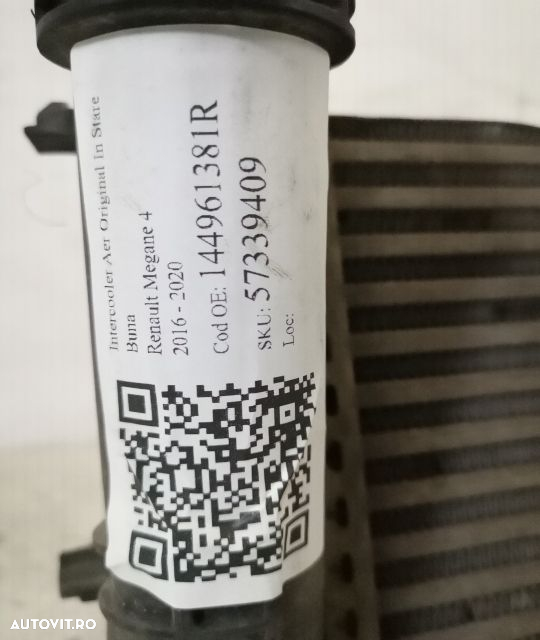 Intercooler Aer Original In Stare
Buna
Renault Megane 4
2016 - 2020
Cod OE: 144961381R
SKU: 57339409
Loc:
AUTOVIT.RO